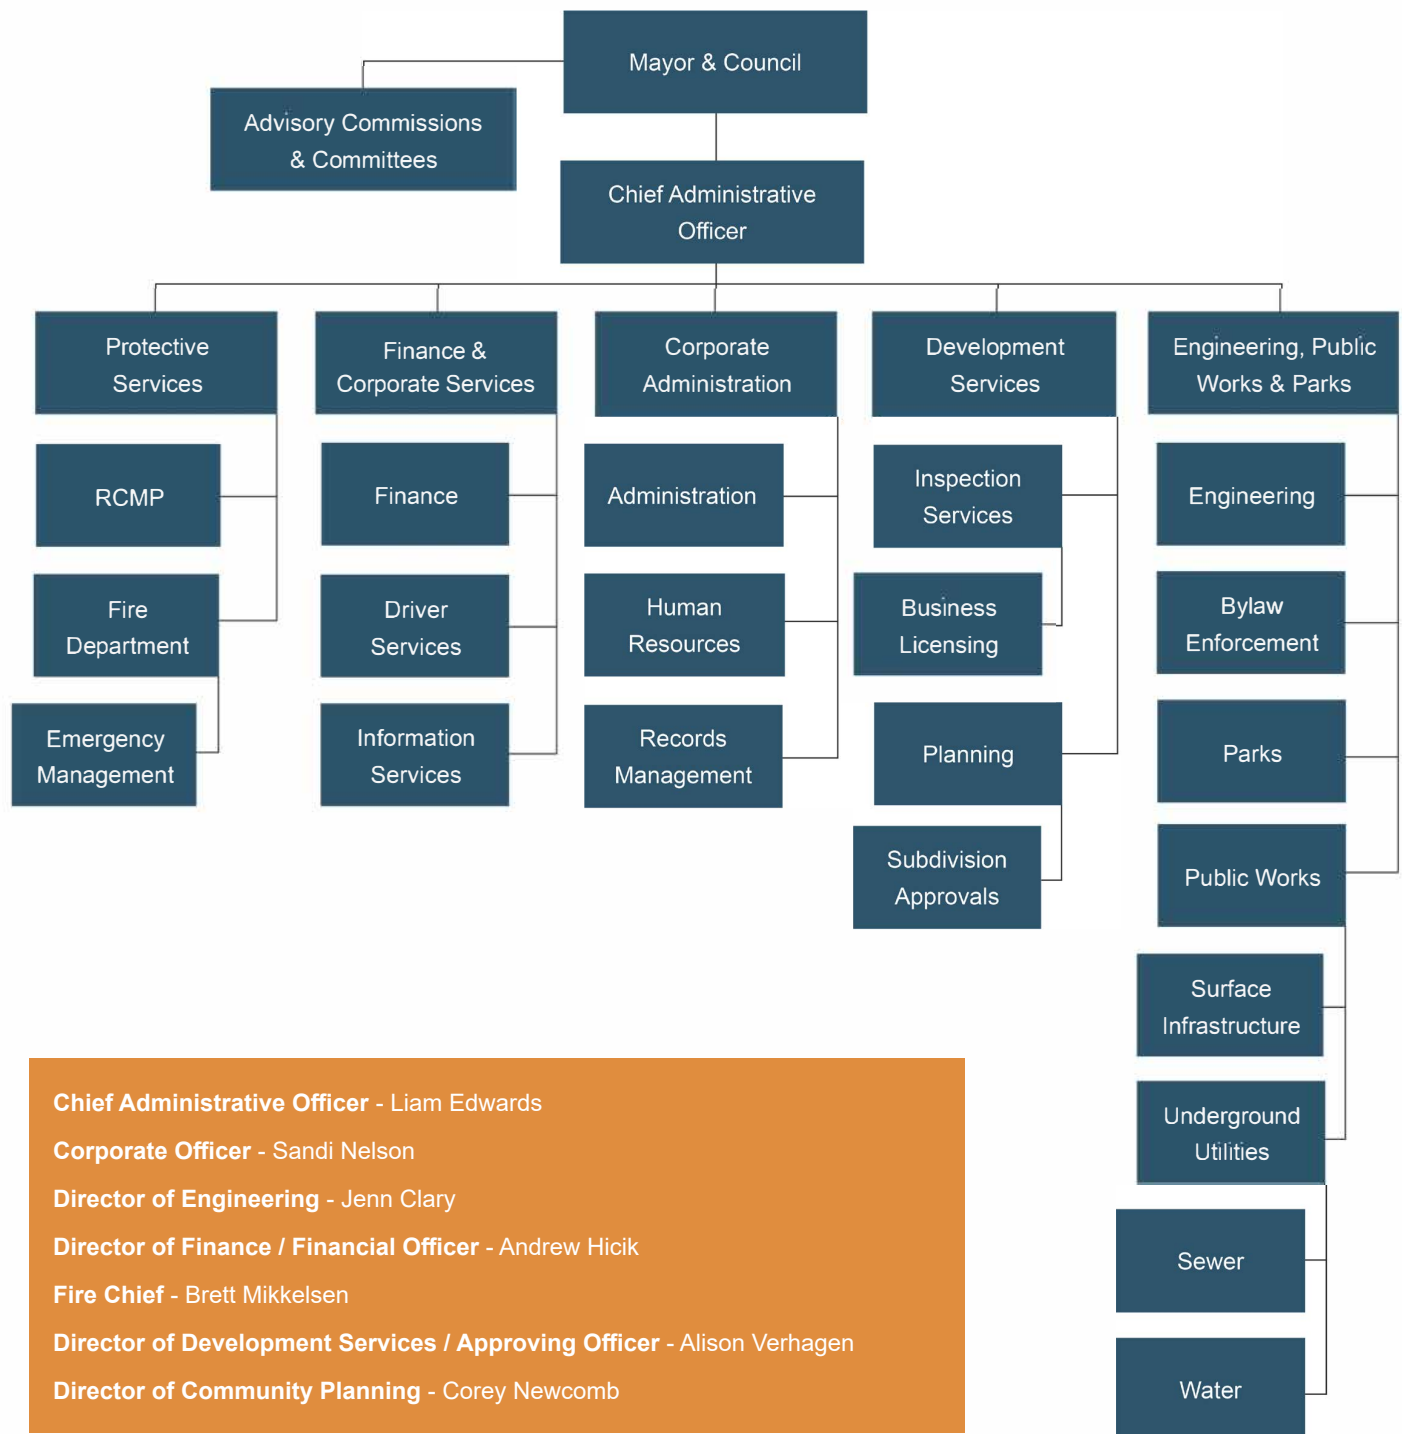 Mayor & Council
Advisory Commissions
& Committees
Chief Administrative
Officer
Protective
Services
Finance &
Corporate Services
Corporate
Administration
Development
Services
Engineering, Public
Works & Parks
RCMP
Fire
Department
Emergency
Management
Finance
Driver
Services
Information
Services
Administration
Human
Resources
Records
Management
Inspection
Services
Business
Licensing
Planning
Subdivision
Approvals
Engineering
Bylaw
Enforcement
Parks
Public Works
Surface
Infrastructure
Underground
Utilities
Sewer
Water
Chief Administrative Officer - Liam Edwards
Corporate Officer - Sandi Nelson
Director of Engineering - Jenn Clary
Director of Finance / Financial Officer - Andrew Hicik
Fire Chief - Brett Mikkelsen
Director of Development Services / Approving Officer - Alison Verhagen
Director of Community Planning - Corey Newcomb